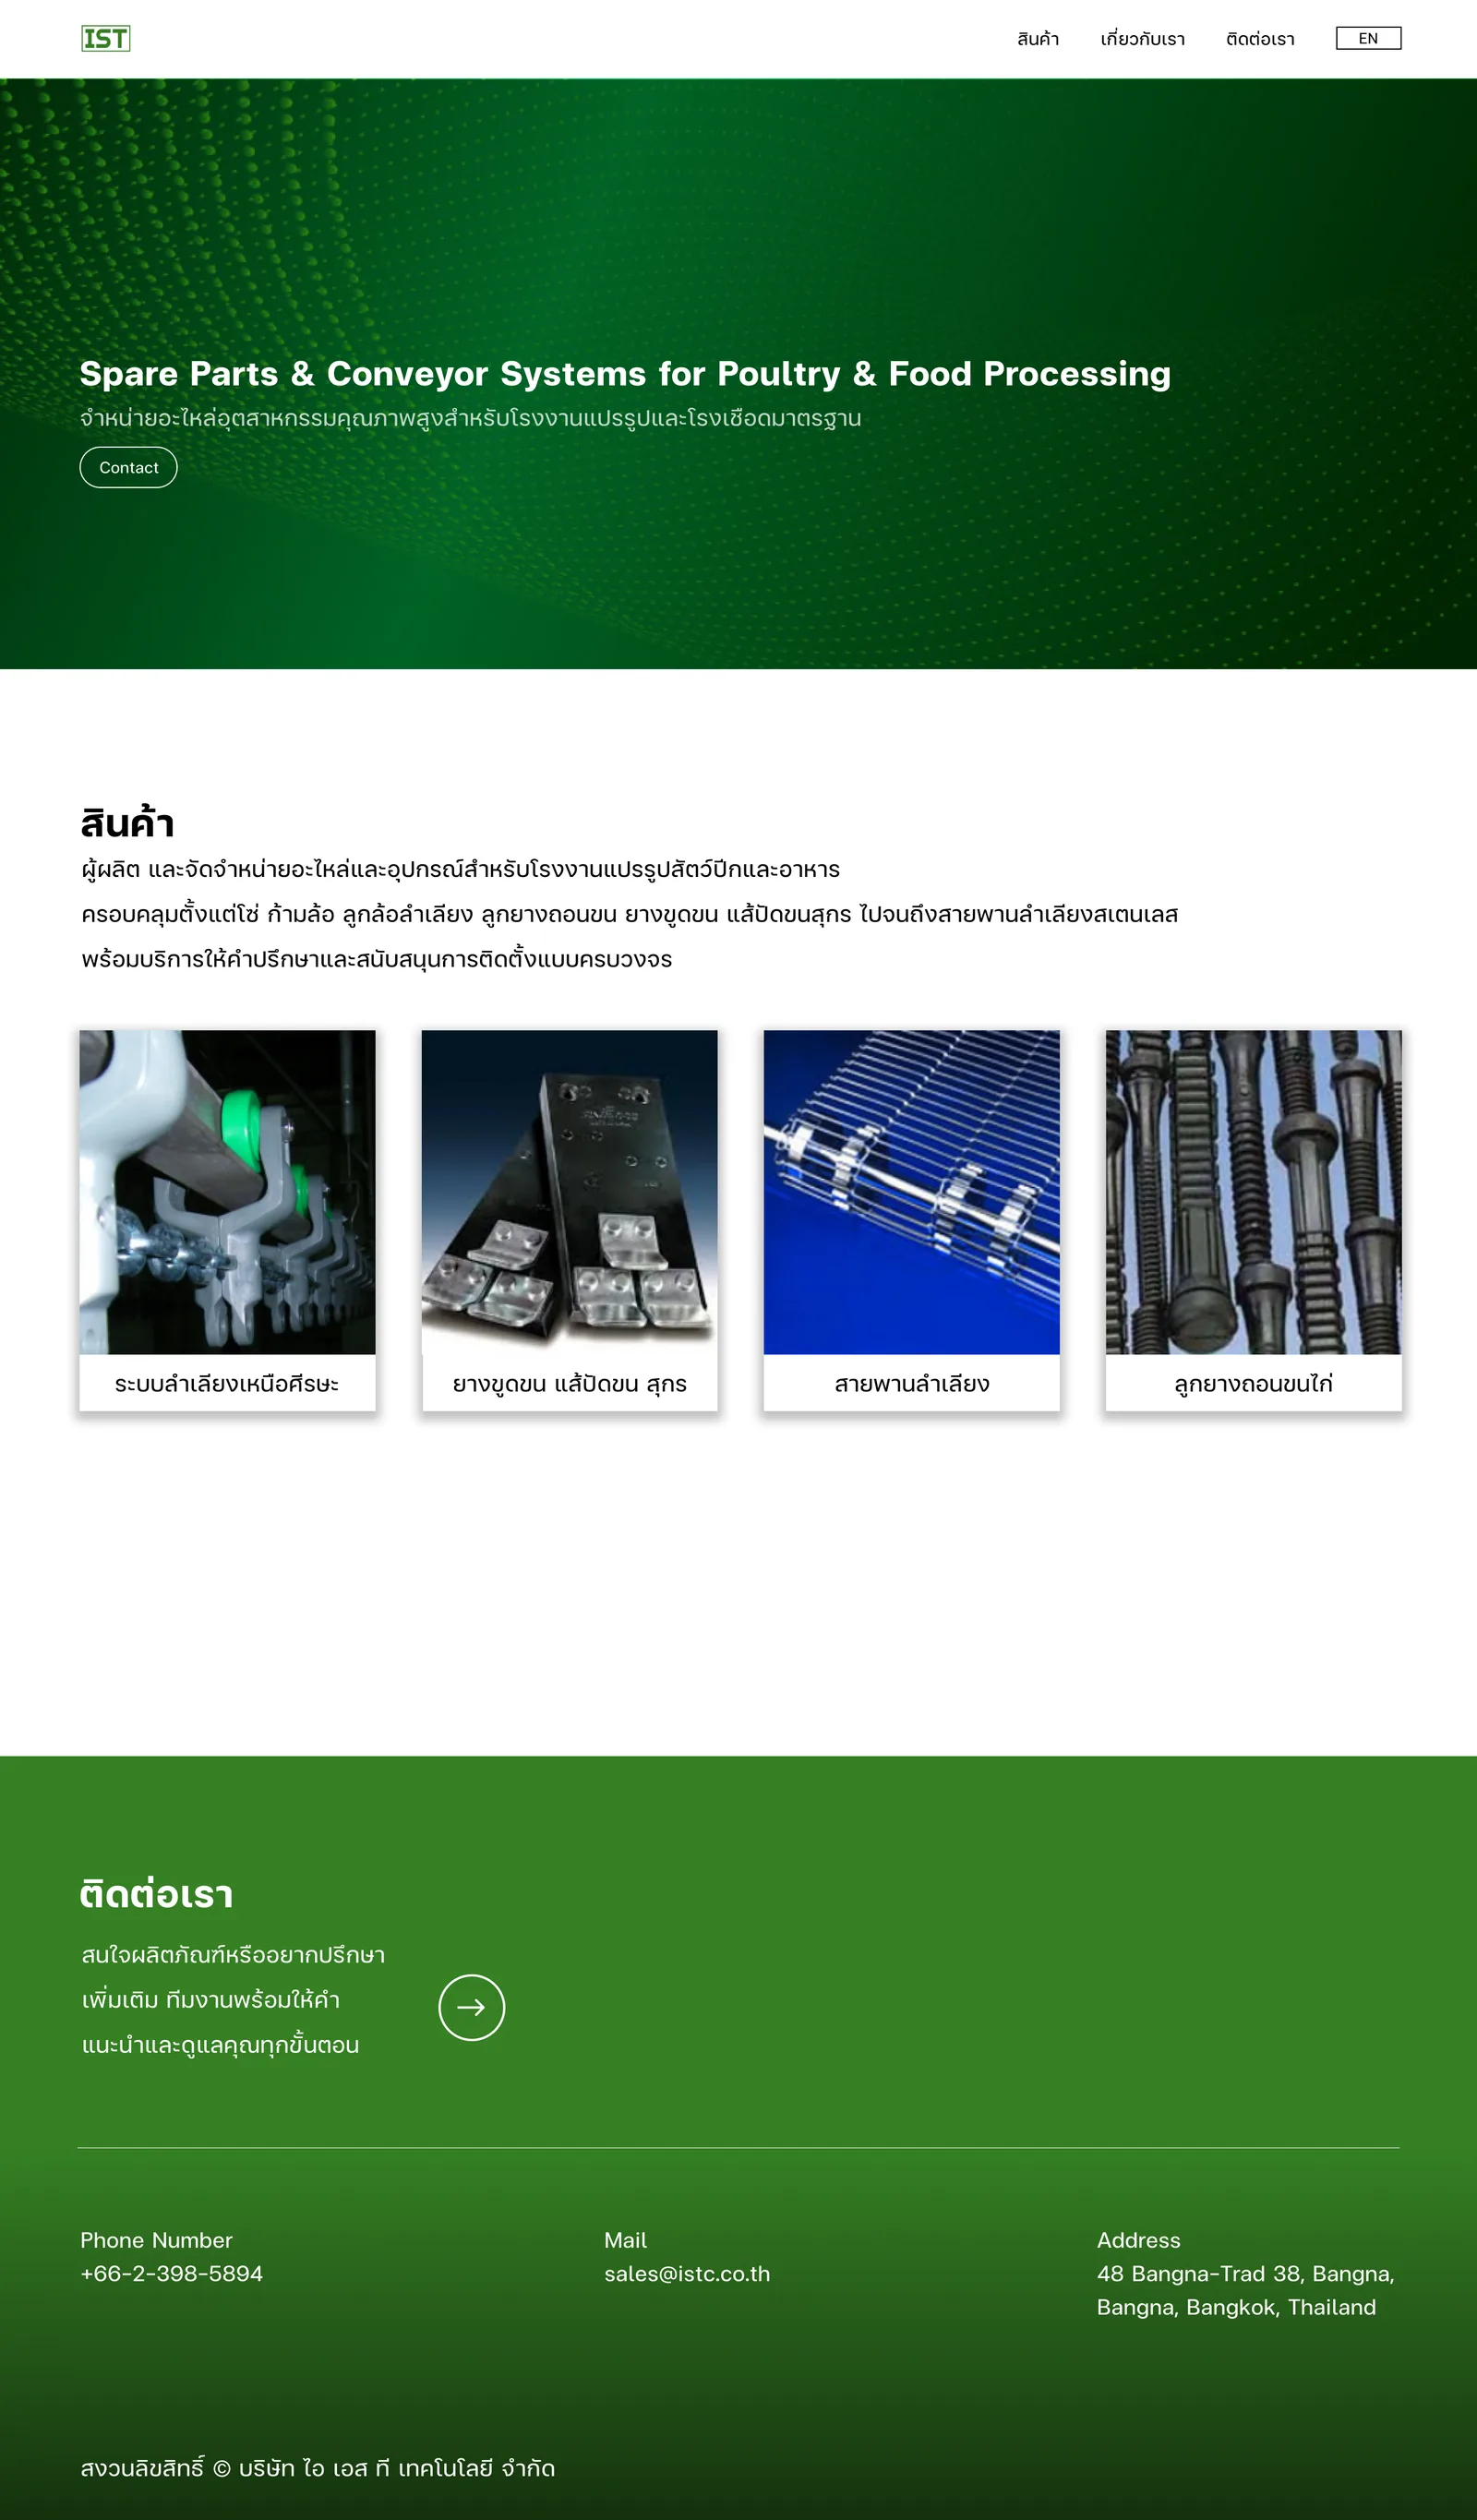 IST
สินค้า เกี่ยวกับเรา ติดต่อเรา EN
Spare Parts & Conveyor Systems for Poultry & Food Processing
จำหน่ายอะไหล่อุตสาหกรรมคุณภาพสูงสำหรับโรงงานแปรรูปและโรงเชือดมาตรฐาน
Contact
สินค้า
ผู้ผลิต และจัดจำหน่ายอะไหล่และอุปกรณ์สำหรับโรงงานแปรรูปสัตว์ปีกและอาหาร
ครอบคลุมตั้งแต่โซ่ ก้ามล้อ ลูกล้อลำเลียง ลูกยางถอนขน ยางขูดขน แส้ปัดขนสุกร ไปจนถึงสายพานลำเลียงสเตนเลส
พร้อมบริการให้คำปรึกษาและสนับสนุนการติดตั้งแบบครบวงจร
ระบบลำเลียงเหนือศีรษะ
ยางขูดขน แส้ปัดขน สุกร
สายพานลำเลียง
ลูกยางถอนขนไก่
ติดต่อเรา
สนใจผลิตภัณฑ์หรืออยากปรึกษา
เพิ่มเติม ทีมงานพร้อมให้คำ
แนะนำและดูแลคุณทุกขั้นตอน
Phone Number
+66-2-398-5894
Mail
sales@istc.co.th
Address
48 Bangna-Trad 38, Bangna,
Bangna, Bangkok, Thailand
สงวนลิขสิทธิ์ © บริษัท ไอ เอส ที เทคโนโลยี จำกัด